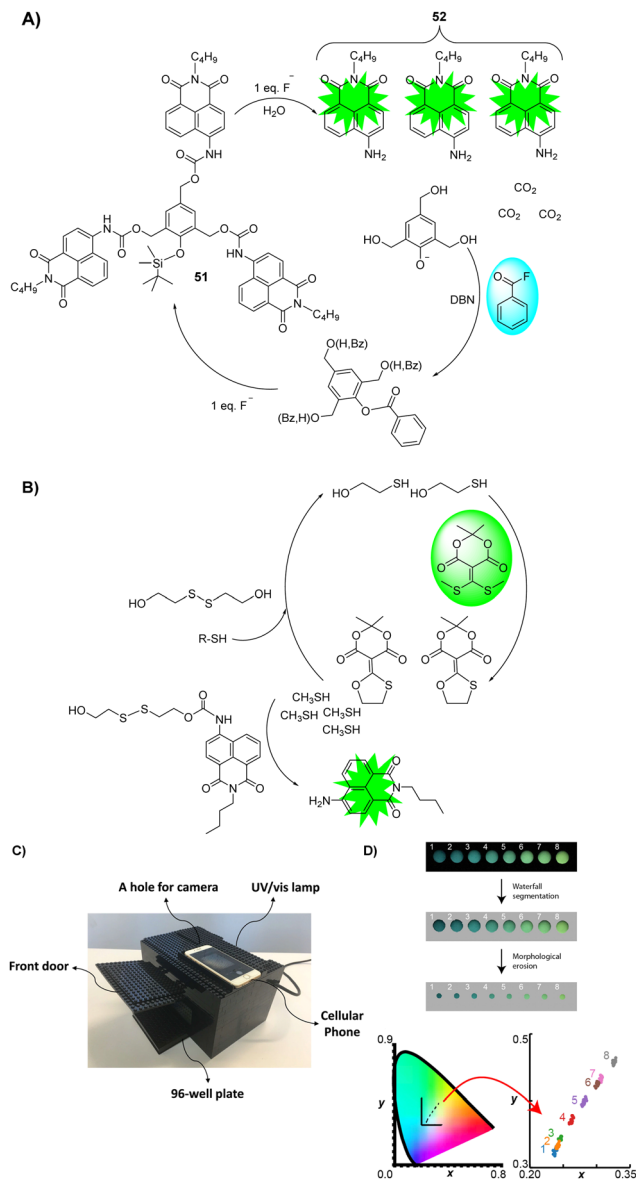 A)
52
C4H9
N
O
O
1 eq. F−
H2O
C4H9
N
O
O
NH2
C4H9
N
O
O
NH2
C4H9
N
O
O
NH2
NH
O
O
H
N
O
O
O
O
H
N
O
O
Si
51
O
N
C4H9
O
O
N
O
C4H9
OH
HO
OH
O−
CO2
CO2
CO2
DBN
O
F
1 eq. F−
O(H,Bz)
O(H,Bz)
(Bz,H)O
O
O
B)
HO
SH
HO
SH
O
O
O
O
S
S
HO
S
S
OH
R-SH
O
O
O
O
O
S
O
O
O
O
O
S
CH3SH
CH3SH
CH3SH
CH3SH
HO
S
S
O
O
NH
O
N
O
H2N
O
N
O
C)
A hole for camera
UV/vis lamp
Front door
Cellular
Phone
96-well plate
D)
1 2 3 4 5 6 7 8
Waterfall
segmentation
1 2 3 4 5 6 7 8
Morphological
erosion
1 2 3 4 5 6 7 8
0.9
y
0.0
x
0.8
0.5
y
0.3
0.20
x
0.35
1
2
3
4
5
6
7
8